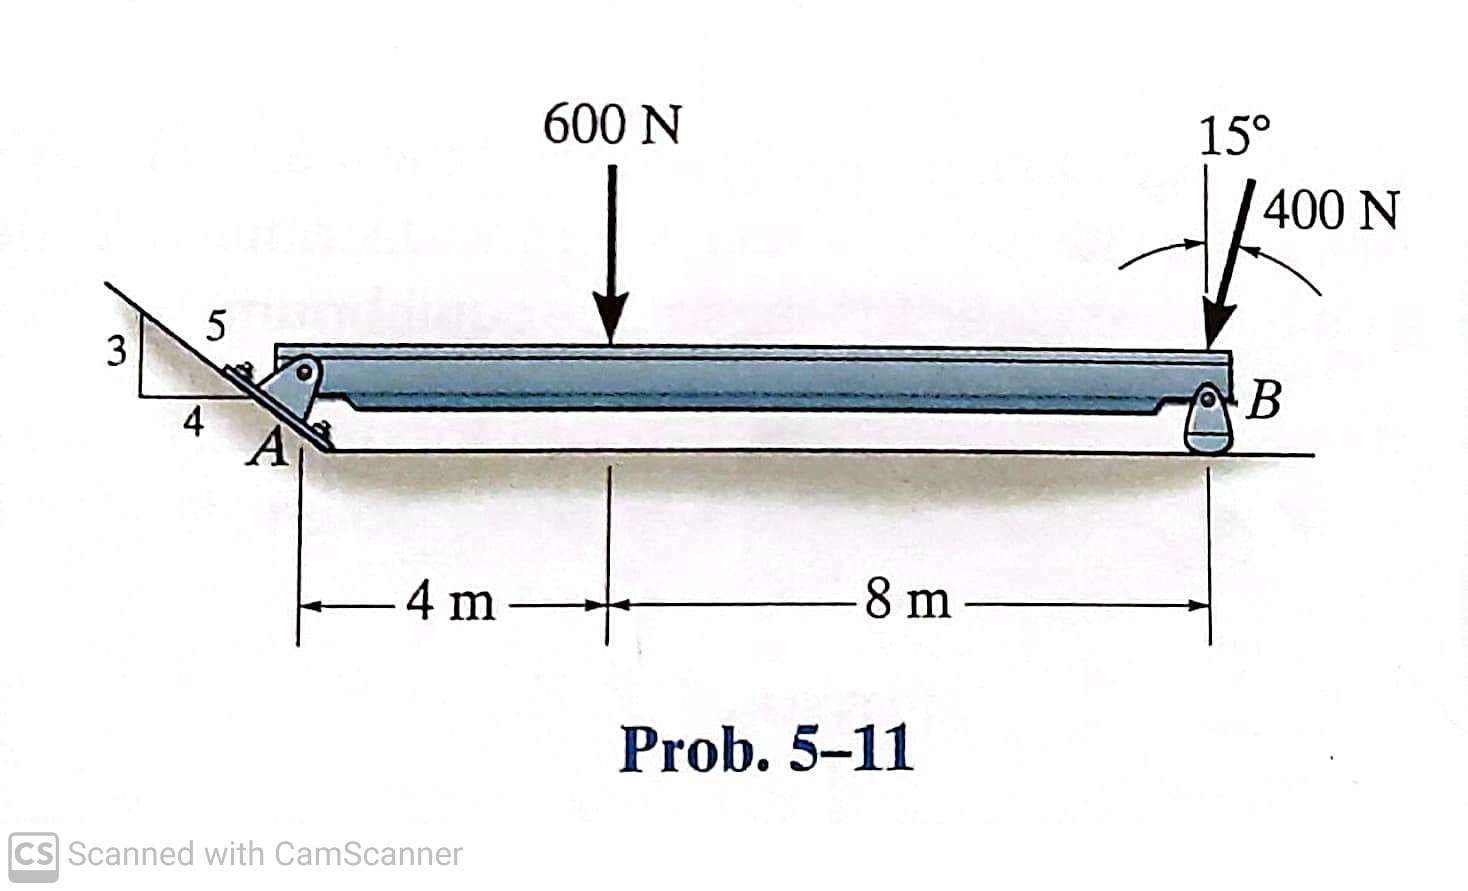 600 N
15°
400 N
5
3
4
A
B
4 m
8 m
Prob. 5–11
CS Scanned with CamScanner